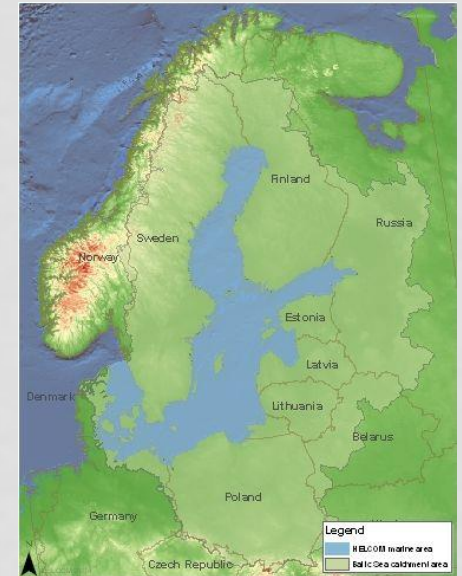 Finland
Russia
Sweden
Norway
Estonia
Latvia
Denmark
Lithuania
Belarus
Poland
Germany
Legend
HELCOM marine area
Baltic Sea catchment area
Czech Republic